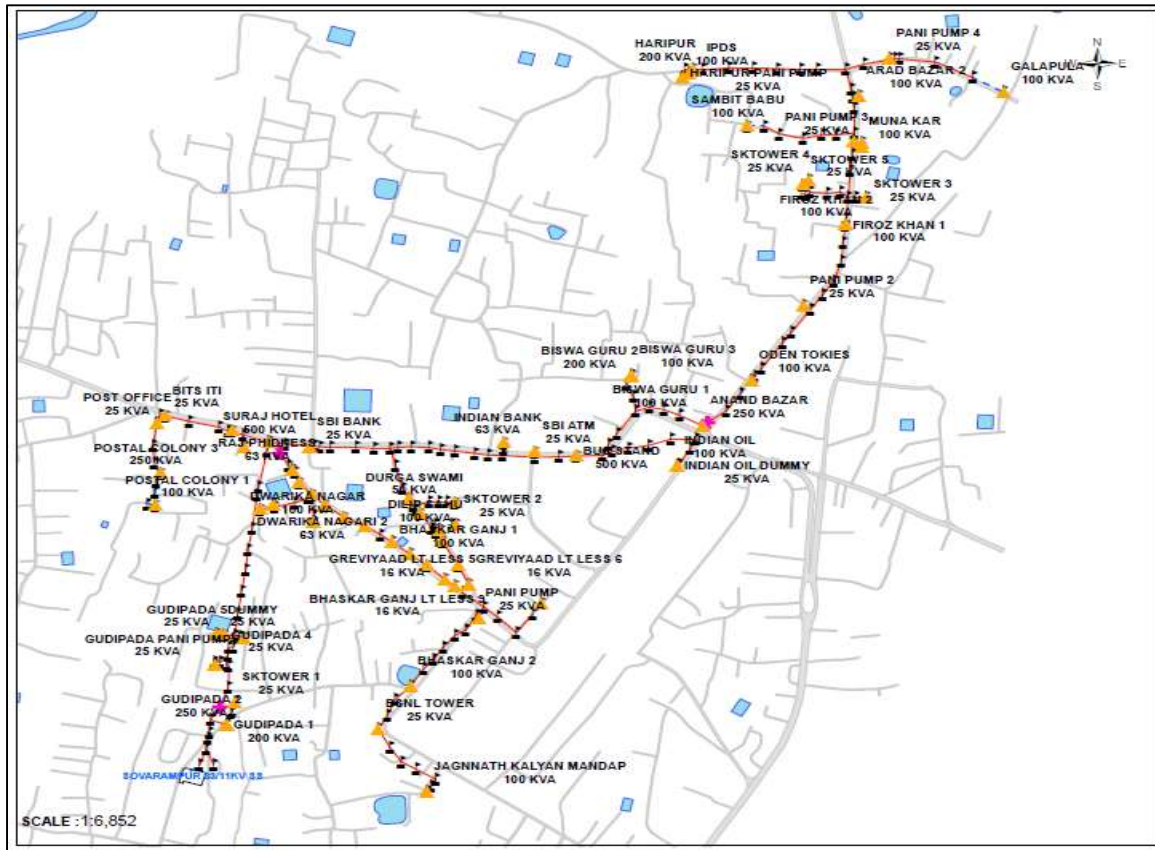 HARIPUR
200 KVA
IPDS
100 KVA
HARIPUR PANI PUMP
25 KVA
SAMBIT BABU
100 KVA
PANI PUMP 4
25 KVA
ARAD BAZAR 2
100 KVA
GALAPULA
100 KVA
N
E
S
PANI PUMP 3
25 KVA
MUNA KAR
100 KVA
SKTOWER 4
25 KVA
SKTOWER 5
25 KVA
SKTOWER 3
25 KVA
FIROZ KHAN 2
100 KVA
FIROZ KHAN 1
100 KVA
PANI PUMP 2
25 KVA
BISWA GURU 2
200 KVA
BISWA GURU 3
100 KVA
ODEN TOKIES
100 KVA
BISWA GURU 1
100 KVA
ANAND BAZAR
250 KVA
POST OFFICE
25 KVA
BITS ITI
25 KVA
SURAJ HOTEL
500 KVA
SBI BANK
25 KVA
INDIAN BANK
63 KVA
SBI ATM
25 KVA
BUS STAND
500 KVA
INDIAN OIL
100 KVA
INDIAN OIL DUMMY
25 KVA
63 KVA
POSTAL COLONY 3
250 KVA
POSTAL COLONY 1
100 KVA
DURGA SWAMI
DWARIKA NAGAR
100 KVA
DWARIKA NAGARI 2
63 KVA
SKTOWER 2
25 KVA
DILIP SAHU
100 KVA
BHASKAR GANJ 1
100 KVA
GREVIYAAD LT LESS 5
16 KVA
GREVIYAAD LT LESS 6
16 KVA
BHASKAR GANJ LT LESS 3
16 KVA
PANI PUMP
25 KVA
GUDIPADA 5DUMMY
25 KVA
GUDIPADA PANI PUMP
25 KVA
GUDIPADA 4
25 KVA
SKTOWER 1
25 KVA
GUDIPADA 2
250 KVA
GUDIPADA 1
200 KVA
BHASKAR GANJ 2
100 KVA
BSNL TOWER
25 KVA
JAGNNATH KALYAN MANDAP
100 KVA
SOVARAMPUR 33/11KV SS
SCALE :1:6,852